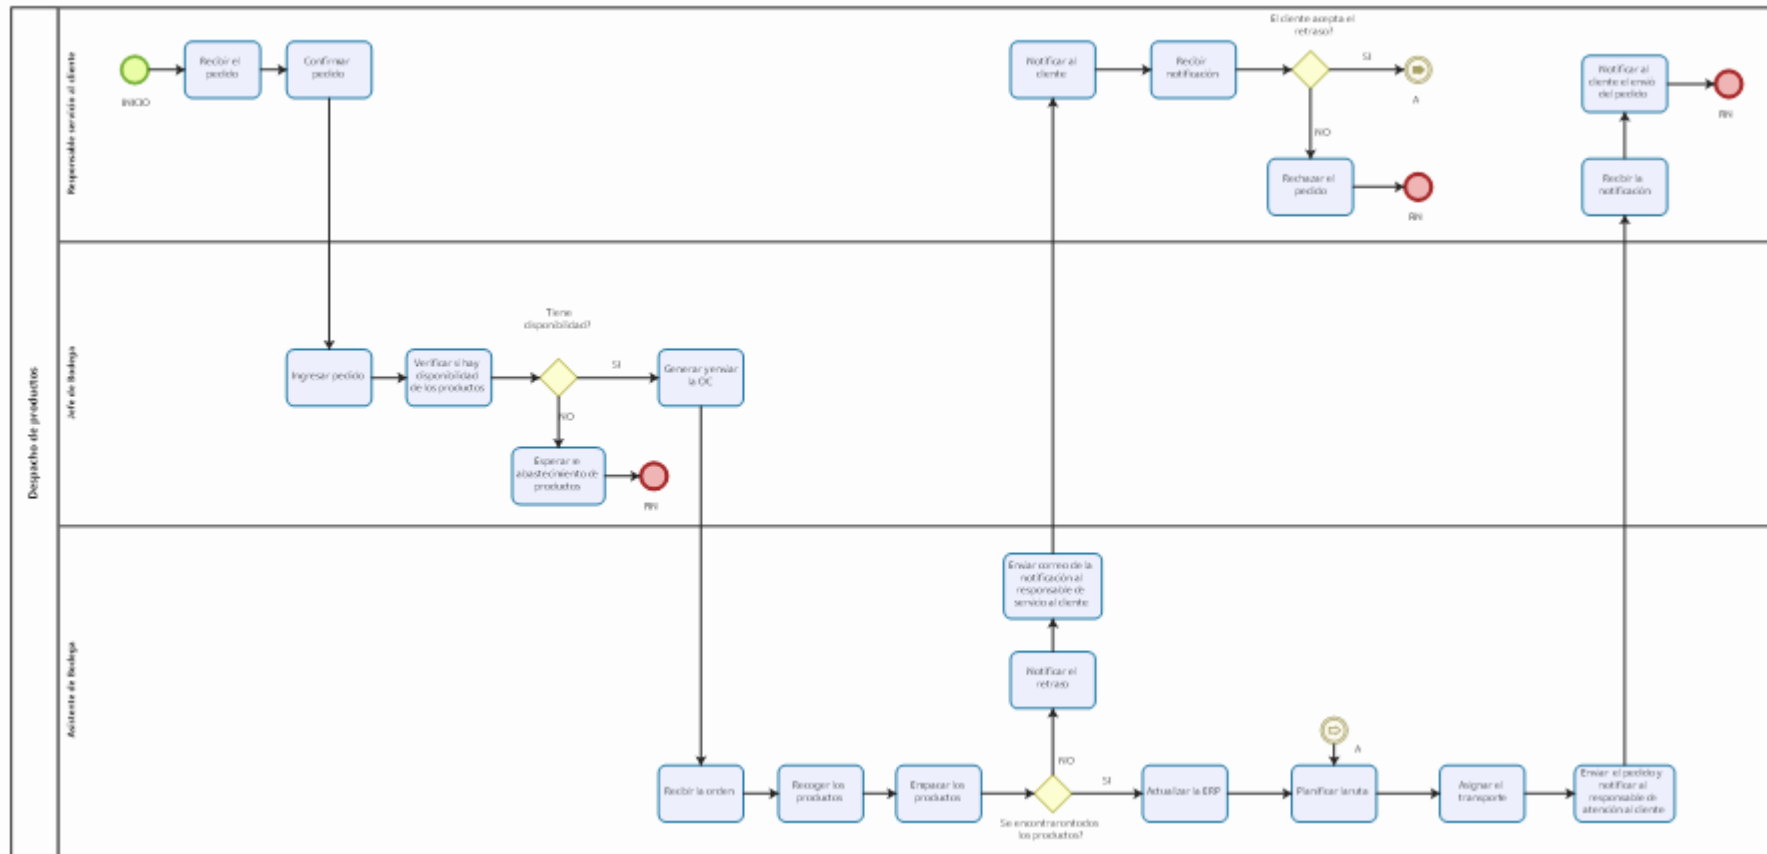 Despacho de productos
Responsable servicio al cliente
INICIO
Recibir el
pedido
Confirmar
pedido
Notificar al
cliente
Recibir
notificación
El cliente acepta el
retraso?
SI
A
NO
Rechazar el
pedido
FIN
Notificar al
cliente el envió
del pedido
FIN
Recibir la
notificación
Jefe de Bodega
Ingresar pedido
Verificar si hay
disponibilidad
de los productos
Tiene
disponibilidad?
SI
NO
Generar y enviar
la OC
Esperar
abastecimiento de
productos
FIN
Asistente de Bodega
Enviar correo de la
notificación al
responsable de
servicio al cliente
Notificar el
retraso
NO
Recibir la orden
Recoger los
productos
Empacar los
productos
Se encontraron todos
los productos?
SI
Actualizar la ERP
A
Planificar la ruta
Asignar el
transporte
Enviar el pedido y
notificar al
responsable de
atención al cliente